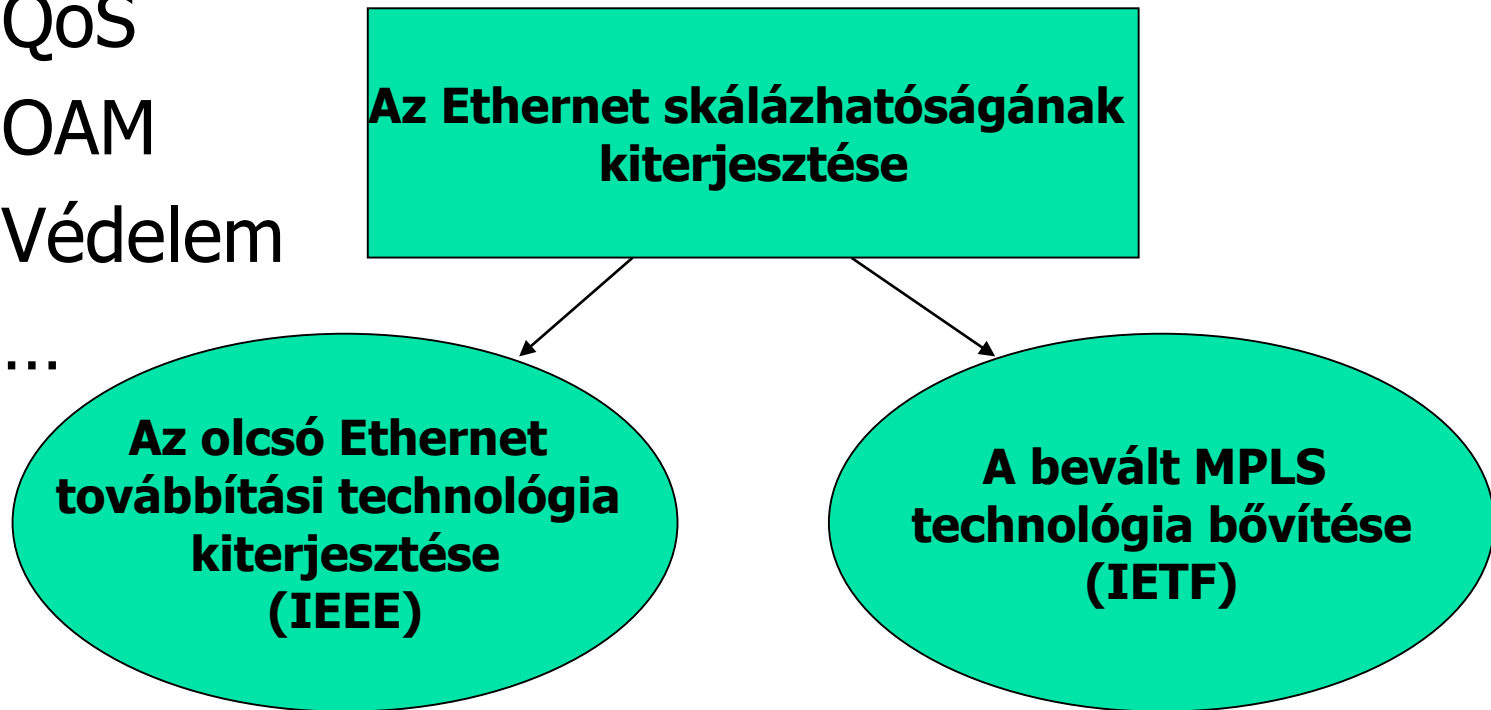 QoS
OAM
Védelem
...
Az Ethernet skálázhatóságának
kiterjesztése
Az olcsó Ethernet
továbbítási technológia
kiterjesztése
(IEEE)
A bevált MPLS
technológia bővítése
(IETF)